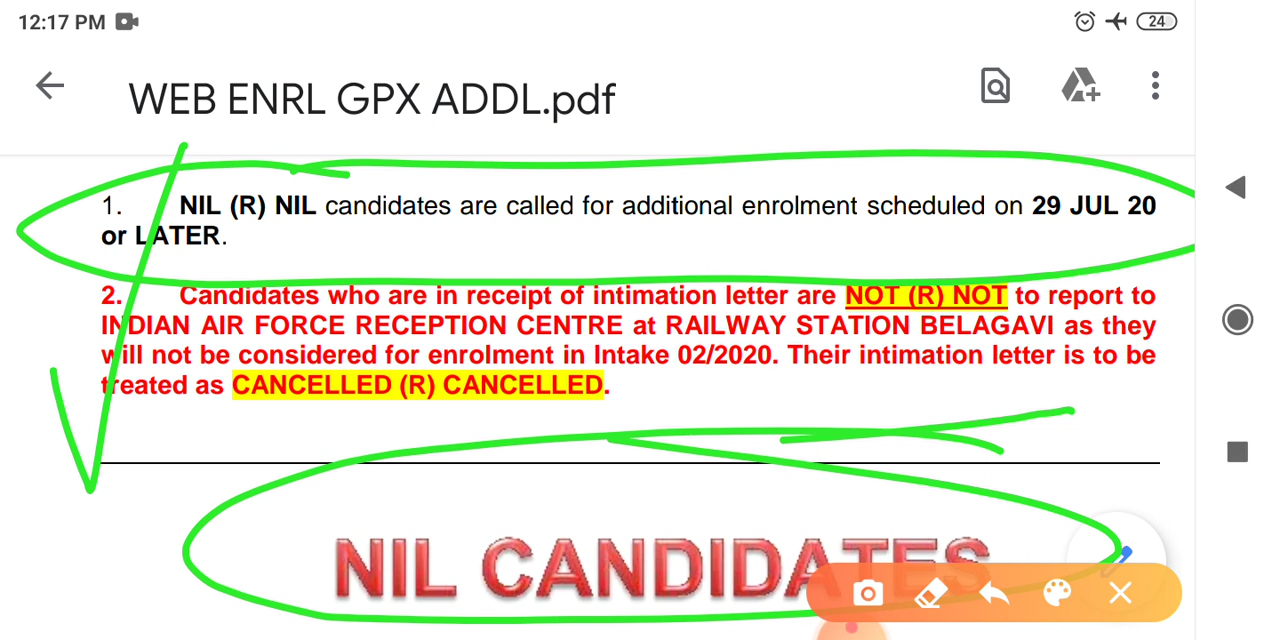 12:17 PM
24
WEB ENRL GPX ADDL.pdf
1. NIL (R) NIL candidates are called for additional enrolment scheduled on 29 JUL 20
or LATER.
2. Candidates who are in receipt of intimation letter are NOT (R) NOT to report to
INDIAN AIR FORCE RECEPTION CENTRE at RAILWAY STATION BELAGAVI as they
will not be considered for enrolment in Intake 02/2020. Their intimation letter is to be
treated as CANCELLED (R) CANCELLED.
NIL CANDIDATES